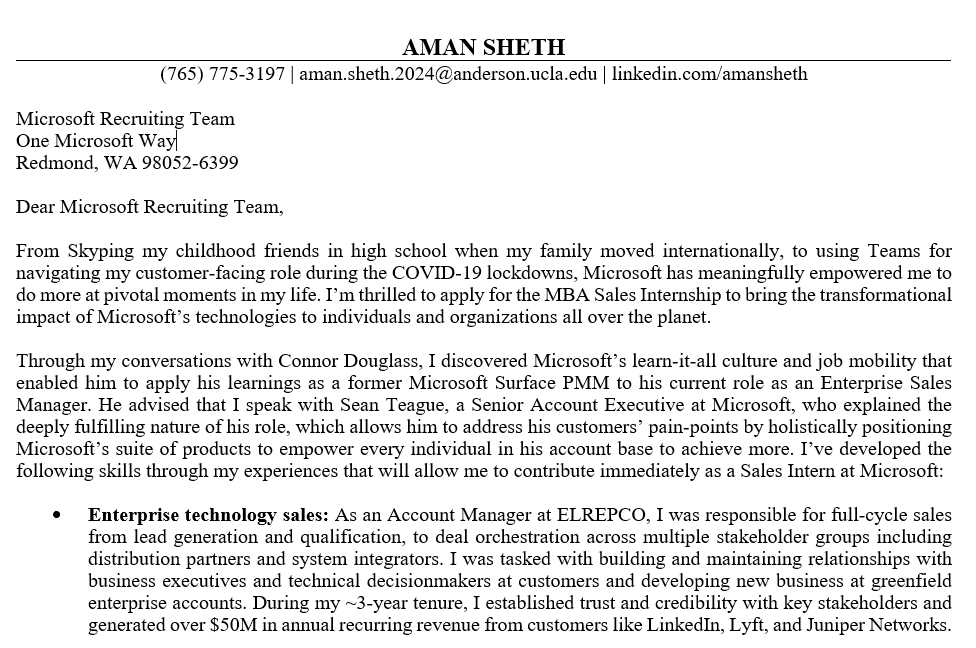 AMAN SHETH
(765) 775-3197 | aman.sheth.2024@anderson.ucla.edu | linkedin.com/amansheth
Microsoft Recruiting Team
One Microsoft Way
Redmond, WA 98052-6399
Dear Microsoft Recruiting Team,
From Skyping my childhood friends in high school when my family moved internationally, to using Teams for
navigating my customer-facing role during the COVID-19 lockdowns, Microsoft has meaningfully empowered me to
do more at pivotal moments in my life. I’m thrilled to apply for the MBA Sales Internship to bring the transformational
impact of Microsoft’s technologies to individuals and organizations all over the planet.
Through my conversations with Connor Douglass, I discovered Microsoft’s learn-it-all culture and job mobility that
enabled him to apply his learnings as a former Microsoft Surface PMM to his current role as an Enterprise Sales
Manager. He advised that I speak with Sean Teague, a Senior Account Executive at Microsoft, who explained the
deeply fulfilling nature of his role, which allows him to address his customers’ pain-points by holistically positioning
Microsoft’s suite of products to empower every individual in his account base to achieve more. I’ve developed the
following skills through my experiences that will allow me to contribute immediately as a Sales Intern at Microsoft:
• Enterprise technology sales: As an Account Manager at ELREPCO, I was responsible for full-cycle sales
from lead generation and qualification, to deal orchestration across multiple stakeholder groups including
distribution partners and system integrators. I was tasked with building and maintaining relationships with
business executives and technical decisionmakers at customers and developing new business at greenfield
enterprise accounts. During my ~3-year tenure, I established trust and credibility with key stakeholders and
generated over $50M in annual recurring revenue from customers like LinkedIn, Lyft, and Juniper Networks.